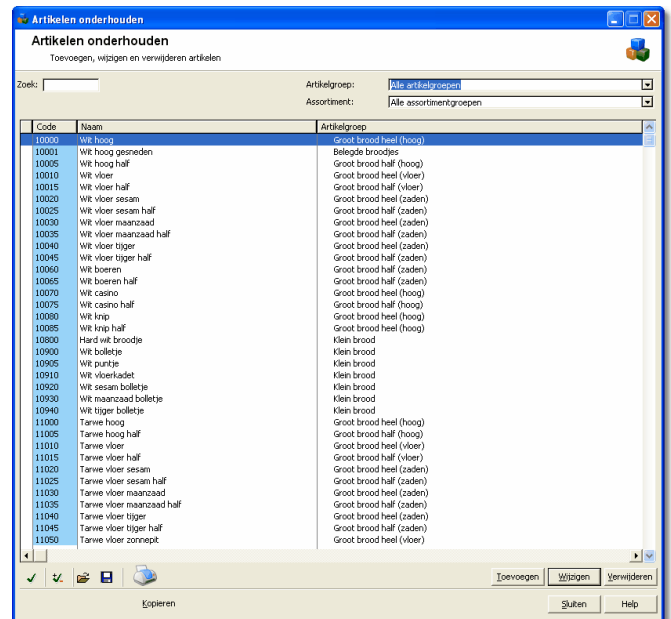 Artikelen onderhouden
Artikelen onderhouden
Toevoegen, wijzigen en verwijderen artikelen
Zoek:
Artikelgroep: Alle artikelgroepen
Assortiment: Alle assortimentgroepen
Code Naam Artikelgroep
10000 Wit hoog Groot brood heel (hoog)
10001 Wit hoog gesneden Belegde broodjes
10005 Wit hoog half Groot brood half (hoog)
10010 Wit vloer Groot brood heel (vloer)
10015 Wit vloer half Groot brood half (vloer)
10020 Wit vloer sesam Groot brood heel (zaden)
10025 Wit vloer sesam half Groot brood half (zaden)
10030 Wit vloer maanzaad Groot brood heel (zaden)
10035 Wit vloer maanzaad half Groot brood half (zaden)
10040 Wit vloer tijger Groot brood heel (zaden)
10045 Wit vloer tijger half Groot brood half (zaden)
10060 Wit boeren Groot brood half (zaden)
10065 Wit boeren half Groot brood half (zaden)
10070 Wit casino Groot brood heel (hoog)
10075 Wit casino half Groot brood half (hoog)
10080 Wit knip Groot brood heel (hoog)
10085 Wit knip half Groot brood heel (hoog)
10800 Hard wit broodje Klein brood
10900 Wit bolletje Klein brood
10905 Wit puntje Klein brood
10910 Wit vloerkadet Klein brood
10920 Wit sesam bolletje Klein brood
10930 Wit maanzaad bolletje Klein brood
10940 Wit tijger bolletje Klein brood
11000 Tarwe hoog Groot brood heel (hoog)
11005 Tarwe hoog half Groot brood half (hoog)
11010 Tarwe vloer Groot brood heel (vloer)
11015 Tarwe vloer half Groot brood half (vloer)
11020 Tarwe vloer sesam Groot brood heel (zaden)
11025 Tarwe vloer sesam half Groot brood half (zaden)
11030 Tarwe vloer maanzaad Groot brood heel (zaden)
11035 Tarwe vloer maanzaad half Groot brood half (zaden)
11040 Tarwe vloer tijger Groot brood heel (zaden)
11045 Tarwe vloer tijger half Groot brood half (zaden)
11050 Tarwe vloer zonnepit Groot brood heel (vloer)
Toevoegen Wijzigen Verwijderen
Kopieren Sluiten Help